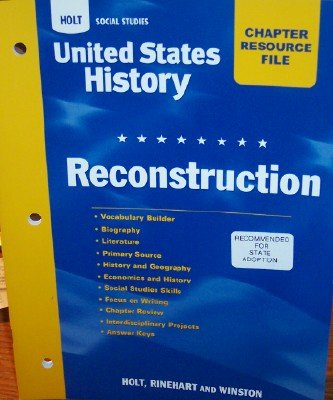 HOLT SOCIAL STUDIES
United States
History
CHAPTER
RESOURCE
FILE
Reconstruction
• Vocabulary Builder
• Biography
• Literature
• Primary Source
• History and Geography
• Economics and History
• Social Studies Skills
• Focus on Writing
• Chapter Review
• Interdisciplinary Projects
• Answer Keys
RECOMMENDED
FOR
STATE
ADOPTION
HOLT, RINEHART AND WINSTON